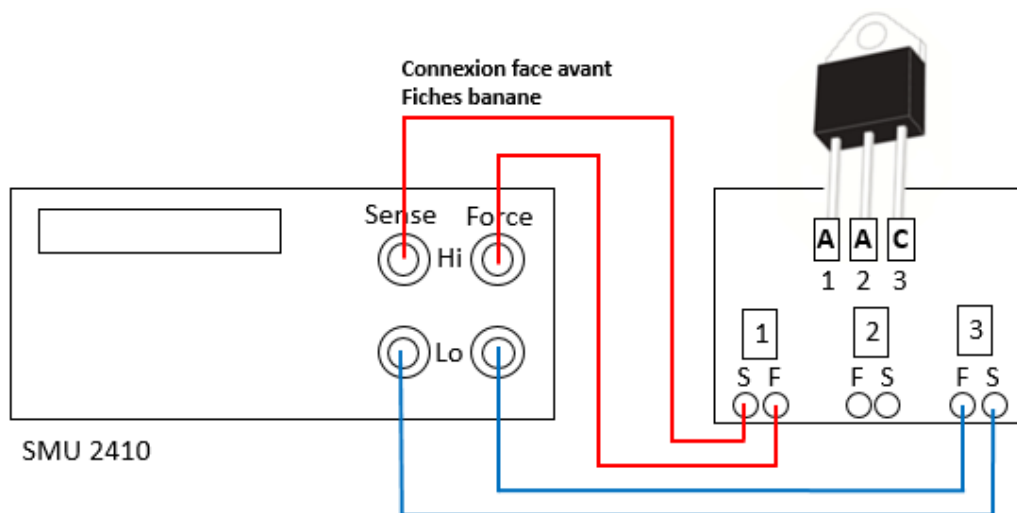 Connexion face avant
Fiches banane
Sense Force
Hi
Lo
SMU 2410
A A C
1 2 3
1 2 3
S F F S F S